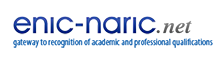 enic-naric.net
gateway to recognition of academic and professional qualifications